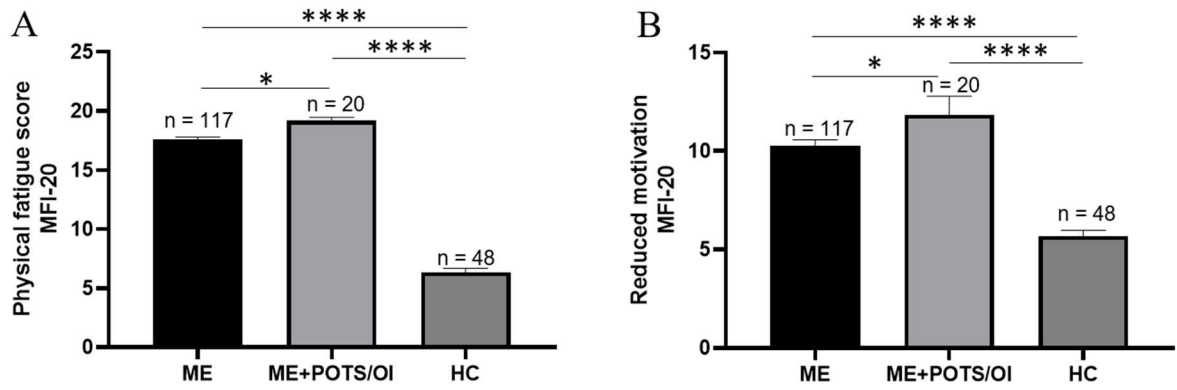 A
Physical fatigue score
MFI-20
25
20
15
10
5
0
****
****
*
n = 117
n = 20
n = 48
ME
ME+POTS/OI
HC
B
Reduced motivation
MFI-20
15
10
5
0
****
****
*
n = 117
n = 20
n = 48
ME
ME+POTS/OI
HC